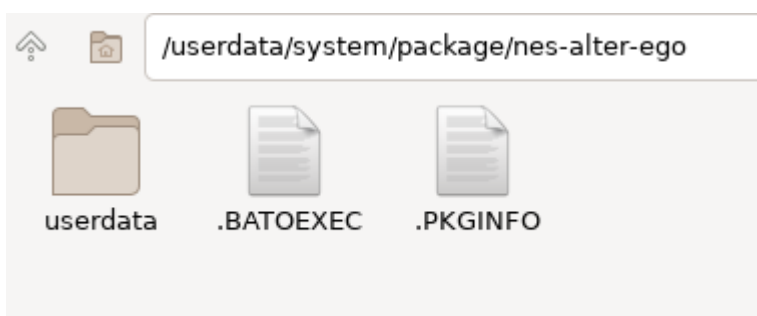 /userdata/system/package/nes-alter-ego
userdata .BATOEXEC .PKGINFO